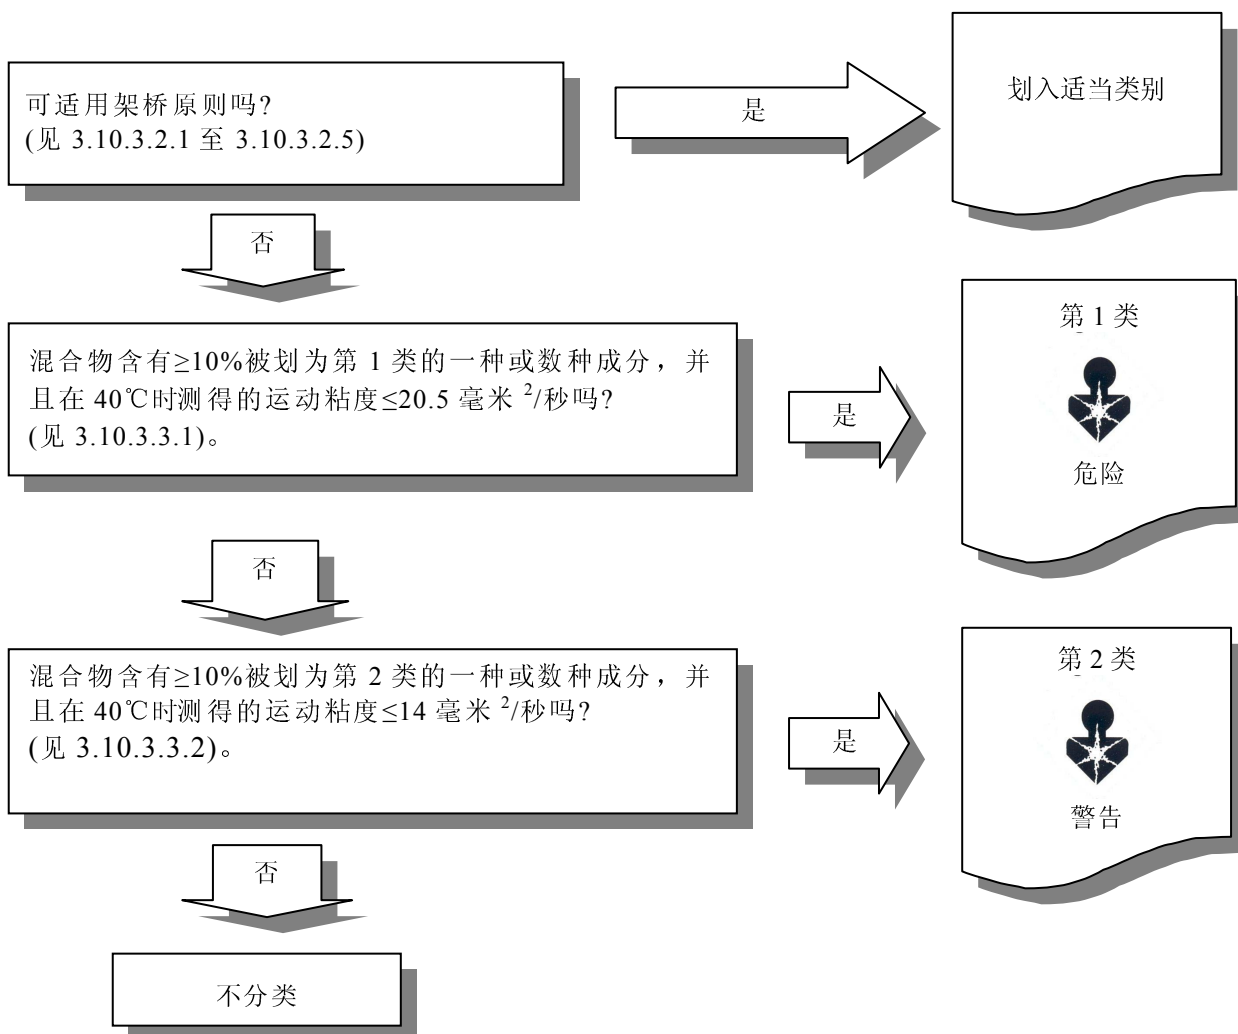 可适用架桥原则吗?
(见 3.10.3.2.1 至 3.10.3.2.5)
是
划入适当类别
否
混合物含有≥10%被划为第 1 类的一种或数种成分，并
且在 40℃时测得的运动粘度≤20.5 毫米 ²/秒吗?
(见 3.10.3.3.1)。
是
第 1 类
危险
否
混合物含有≥10%被划为第 2 类的一种或数种成分，并
且在 40℃时测得的运动粘度≤14 毫米 ²/秒吗?
(见 3.10.3.3.2)。
是
第 2 类
警告
否
不分类